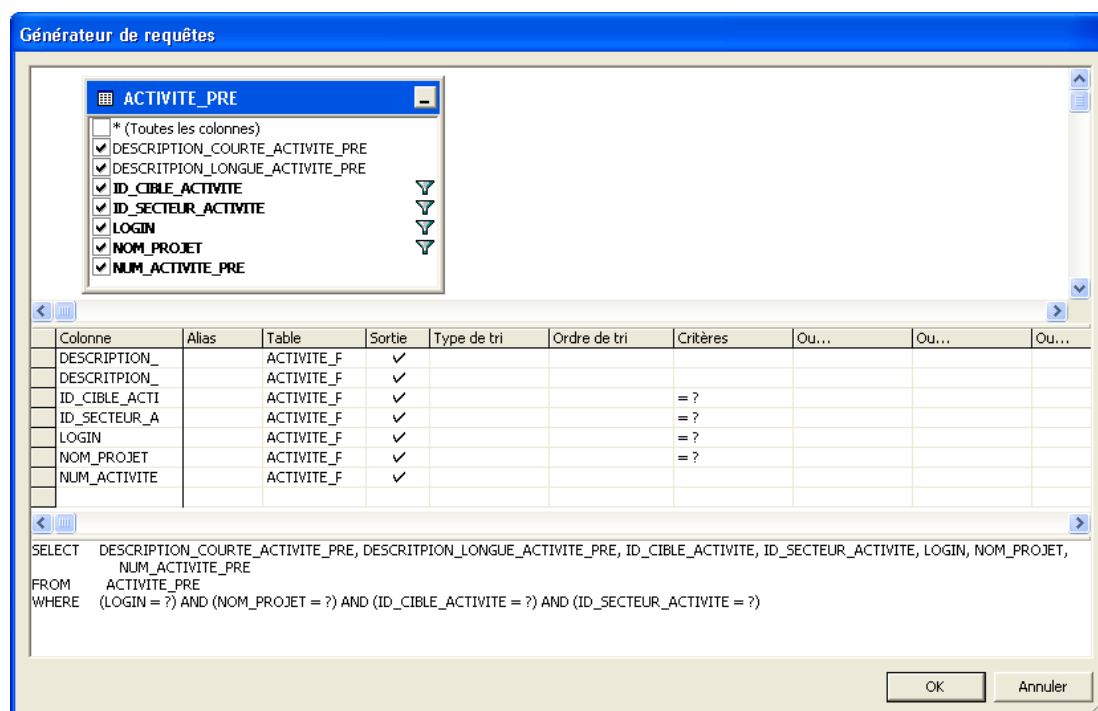 Générateur de requêtes
ACTIVITE_PRE
* (Toutes les colonnes)
DESCRIPTION_COURTE_ACTIVITE_PRE
DESCRITPION_LONGUE_ACTIVITE_PRE
ID_CIBLE_ACTIVITE
ID_SECTEUR_ACTIVITE
LOGIN
NOM_PROJET
NUM_ACTIVITE_PRE
Colonne Alias Table Sortie Type de tri Ordre de tri Critères Ou... Ou... Ou...
DESCRIPTION_ ACTIVITE_F
DESCRITPION_ ACTIVITE_F
ID_CIBLE_ACTI ACTIVITE_F = ?
ID_SECTEUR_A ACTIVITE_F = ?
LOGIN ACTIVITE_F = ?
NOM_PROJET ACTIVITE_F = ?
NUM_ACTIVITE ACTIVITE_F
SELECT DESCRIPTION_COURTE_ACTIVITE_PRE, DESCRITPION_LONGUE_ACTIVITE_PRE, ID_CIBLE_ACTIVITE, ID_SECTEUR_ACTIVITE, LOGIN, NOM_PROJET,
NUM_ACTIVITE_PRE
FROM ACTIVITE_PRE
WHERE (LOGIN = ?) AND (NOM_PROJET = ?) AND (ID_CIBLE_ACTIVITE = ?) AND (ID_SECTEUR_ACTIVITE = ?)
OK Annuler